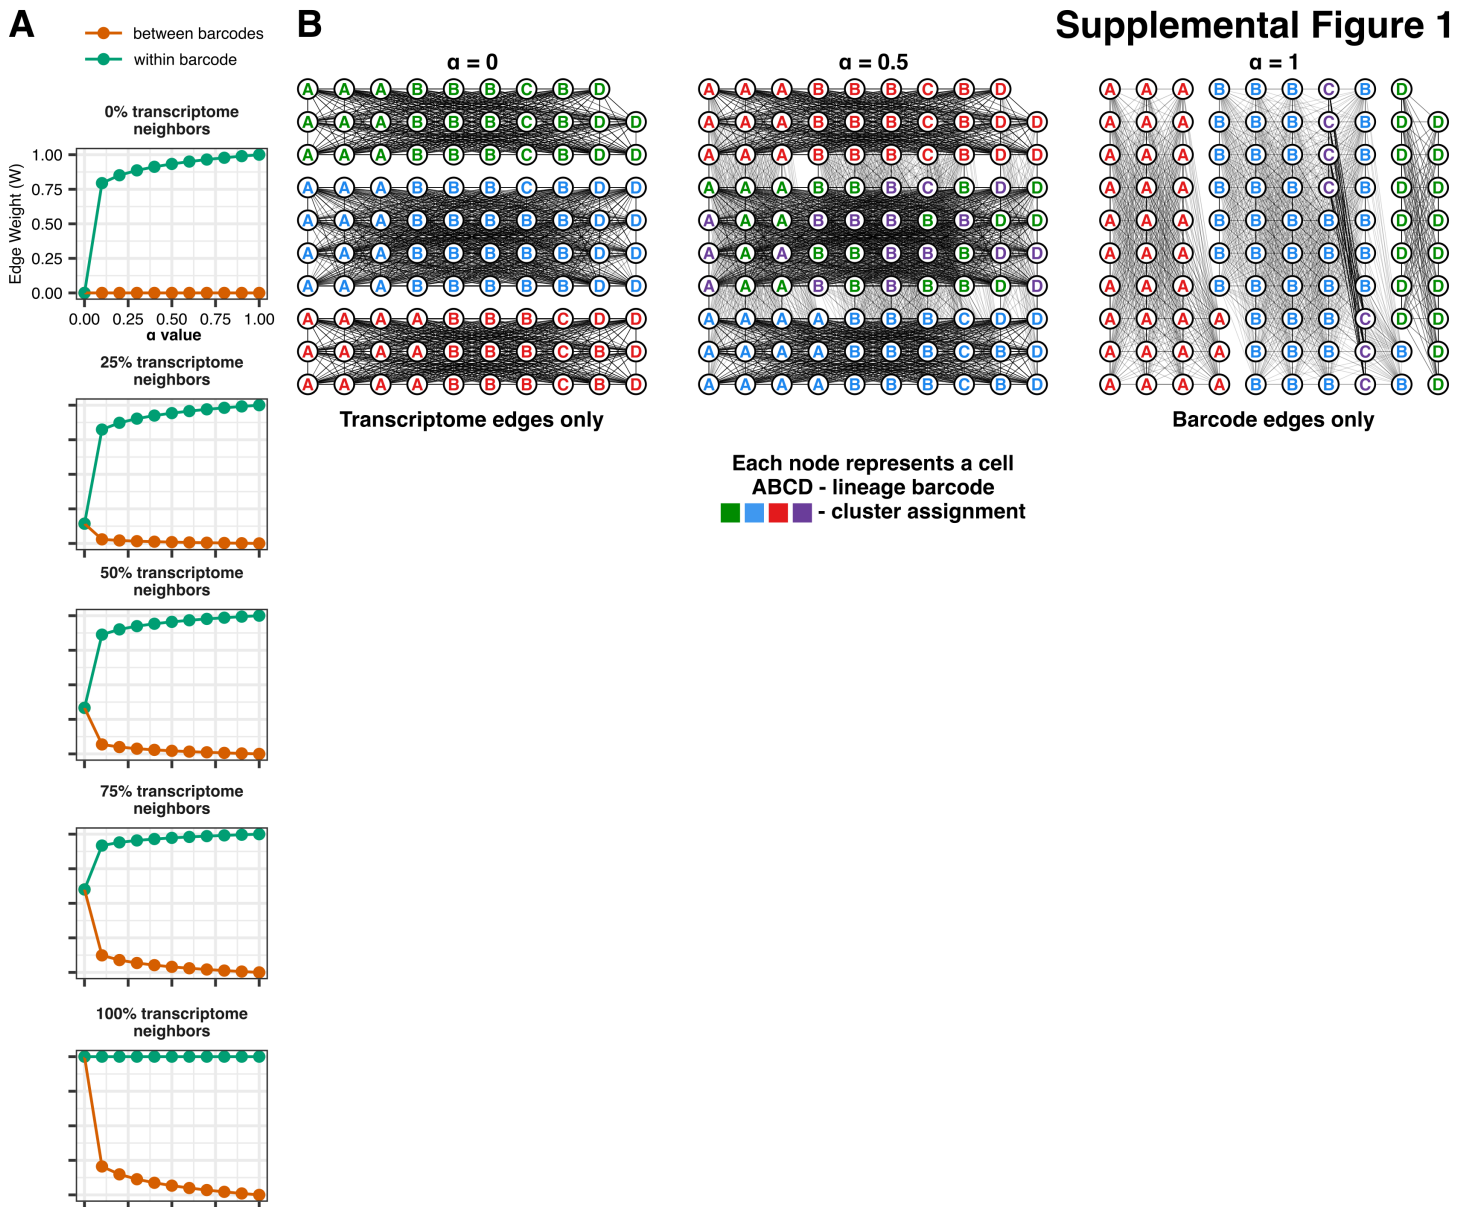 A
between barcodes
within barcode
0% transcriptome
neighbors
Edge Weight (W)
1.00
0.75
0.50
0.25
0.00
0.00 0.25 0.50 0.75 1.00
α value
25% transcriptome
neighbors
50% transcriptome
neighbors
75% transcriptome
neighbors
100% transcriptome
neighbors
B
Supplemental Figure 1
α = 0
A A A B B B C B D
A A A B B B C B D D
A A A B B B C B D D
A A A B B B C B D D
A A A B B B B B D D
A A A B B B B B D D
A A A B B B B B D D
A A A A B B B C D D
A A A A B B B C B D
A A A A B B B C B D
Transcriptome edges only
α = 0.5
A A A B B B C B D
A A A B B B C B D D
A A A B B B C B D D
A A A B B B C B D D
A A A B B B B B D D
A A A B B B B B D D
A A A B B B B B D D
A A A A B B B C D D
A A A A B B B C B D
A A A A B B B C B D
α = 1
A A A B B B C B D
A A A B B B C B D D
A A A B B B C B D D
A A A B B B C B D D
A A A B B B B B D D
A A A B B B B B D D
A A A B B B B B D D
A A A A B B B C D D
A A A A B B B C B D
A A A A B B B C B D
Barcode edges only
Each node represents a cell
ABCD - lineage barcode
- cluster assignment